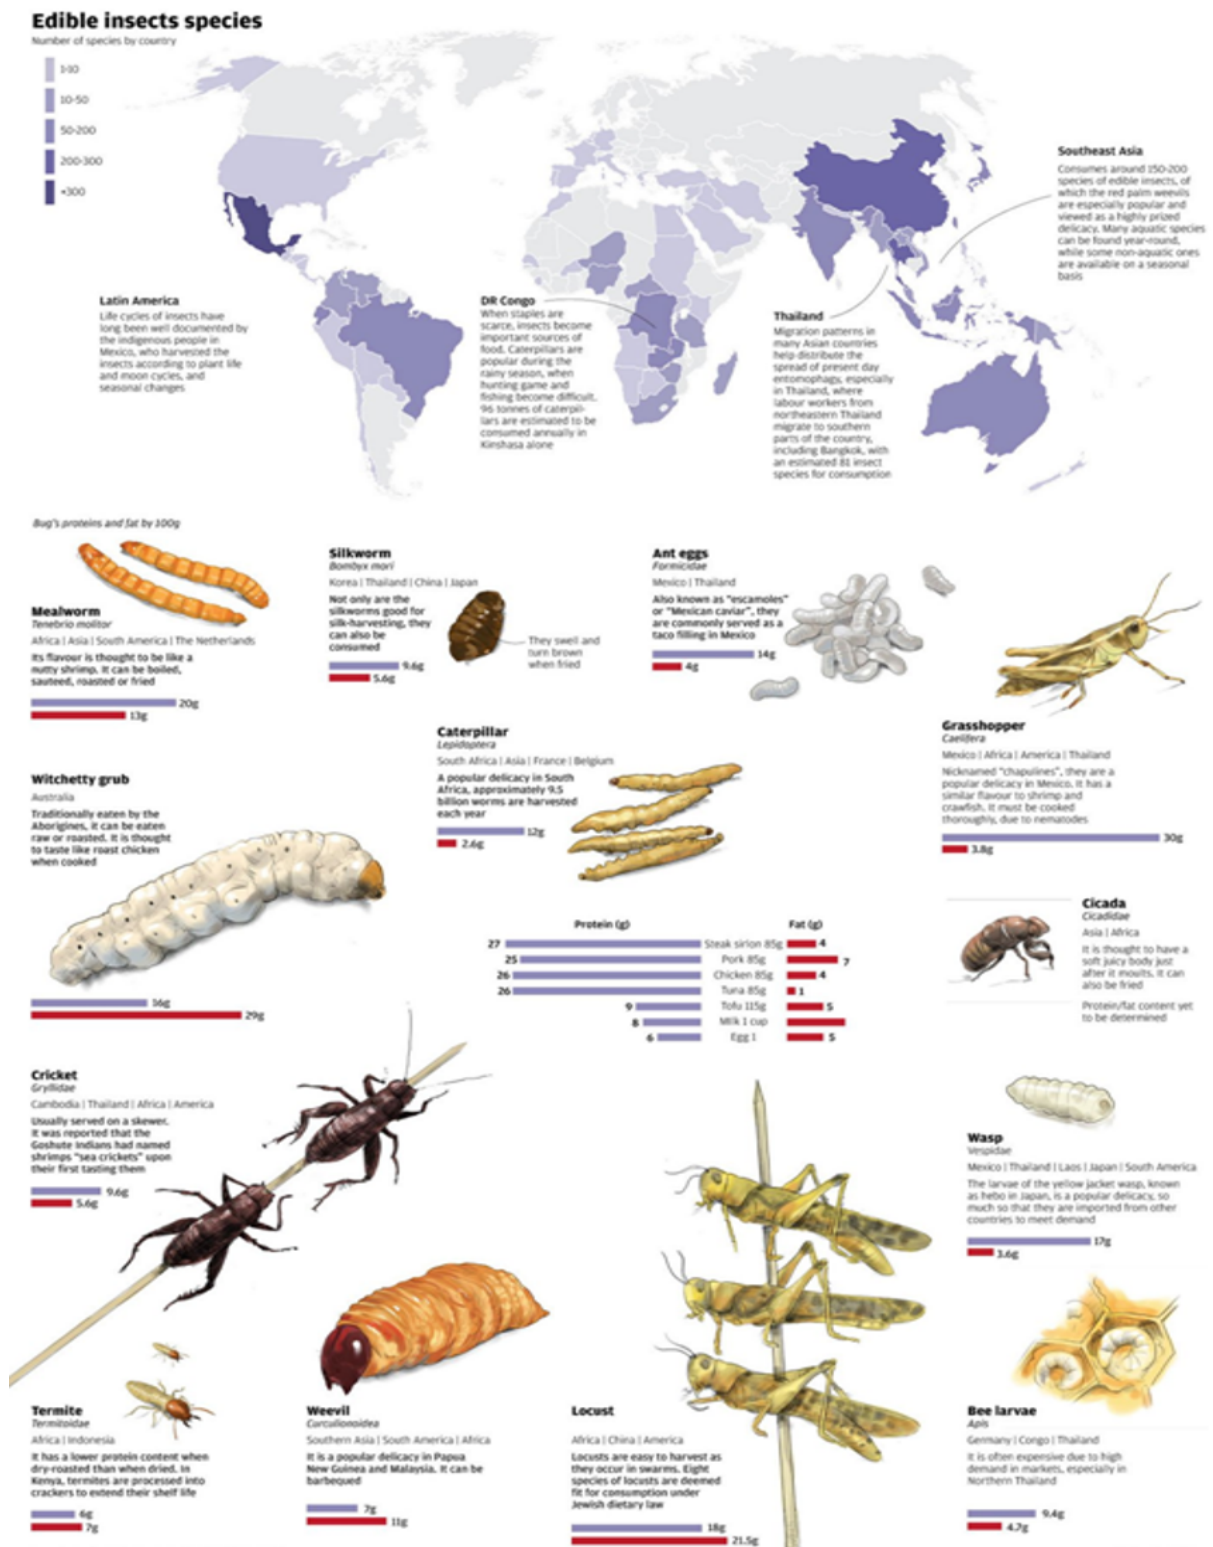 Edible insects species
Number of species by country
1-10
10-50
50-200
200-300
+300
Southeast Asia
Consumes around 150-200
species of edible insects, of
which the red palm weevils
are especially popular and
viewed as a highly prized
delicacy. Many aquatic species
can be found year-round,
while some non-aquatic ones
are available on a seasonal
basis
Latin America
Life cycles of insects have
long been well documented by
the indigenous people in
Mexico, who harvested the
insects according to plant life
and moon cycles, and
seasonal changes
DR Congo
When staples are
scarce, insects become
important sources of
food. Caterpillars are
popular during the
rainy season, when
hunting game and
fishing become difficult.
96 tonnes of caterpil-
lars are estimated to be
consumed annually in
Kinshasa alone
Thailand
Migration patterns in
many Asian countries
help distribute the
spread of present day
entomophagy, especially
in Thailand, where
labour workers from
northeastern Thailand
migrate to southern
parts of the country,
including Bangkok, with
an estimated 81 insect
species for consumption
Bug's proteins and fat by 100g
Mealworm
Tenebrio molitor
Africa | Asia | South America | The Netherlands
Its flavour is thought to be like a
nutty shrimp. It can be boiled,
sauteed, roasted or fried
20g
13g
Silkworm
Bombyx mori
Korea | Thailand | China | Japan
Not only are the
silkworms good for
silk-harvesting, they
can also be
consumed
9.6g
5.6g
They swell and
turn brown
when fried
Ant eggs
Formicidae
Mexico | Thailand
Also known as "escamoles"
or "Mexican caviar", they
are commonly served as a
taco filling in Mexico
14g
4g
Grasshopper
Caelifera
Mexico | Africa | America | Thailand
Nicknamed "chapulines", they are a
popular delicacy in Mexico. It has a
similar flavour to shrimp and
crawfish. It must be cooked
thoroughly, due to nematodes
30g
3.8g
Caterpillar
Lepidoptera
South Africa | Asia | France | Belgium
A popular delicacy in South
Africa, approximately 9.5
billion worms are harvested
each year
12g
2.6g
Witchetty grub
Australia
Traditionally eaten by the
Aborigines, it can be eaten
raw or roasted. It is thought
to taste like roast chicken
when cooked
16g
29g
Protein (g) Fat (g)
27 Steak sirlon 85g 4
25 Pork 85g 7
26 Chicken 85g 4
26 Tuna 85g 1
9 Tofu 115g 5
8 Milk 1 cup
6 Egg 1 5
Cicada
Cicadidae
Asia | Africa
It is thought to have a
soft juicy body just
after it moults. It can
also be fried
Protein/fat content yet
to be determined
Cricket
Gryllidae
Cambodia | Thailand | Africa | America
Usually served on a skewer.
It was reported that the
Goshute Indians had named
shrimps "sea crickets" upon
their first tasting them
9.6g
5.6g
Wasp
Vespidae
Mexico | Thailand | Laos | Japan | South America
The larvae of the yellow jacket wasp, known
as hebo in Japan, is a popular delicacy, so
much so that they are imported from other
countries to meet demand
17g
3.6g
Termite
Termitoidae
Africa | Indonesia
It has a lower protein content when
dry-roasted than when dried. In
Kenya, termites are processed into
crackers to extend their shelf life
6g
7g
Weevil
Curculionoidea
Southern Asia | South America | Africa
It is a popular delicacy in Papua
New Guinea and Malaysia. It can be
barbequed
7g
11g
Locust
Africa | China | America
Locusts are easy to harvest as
they occur in swarms. Eight
species of locusts are deemed
fit for consumption under
Jewish dietary law
18g
21.5g
Bee larvae
Apis
Germany | Congo | Thailand
It is often expensive due to high
demand in markets, especially in
Northern Thailand
9.4g
4.7g